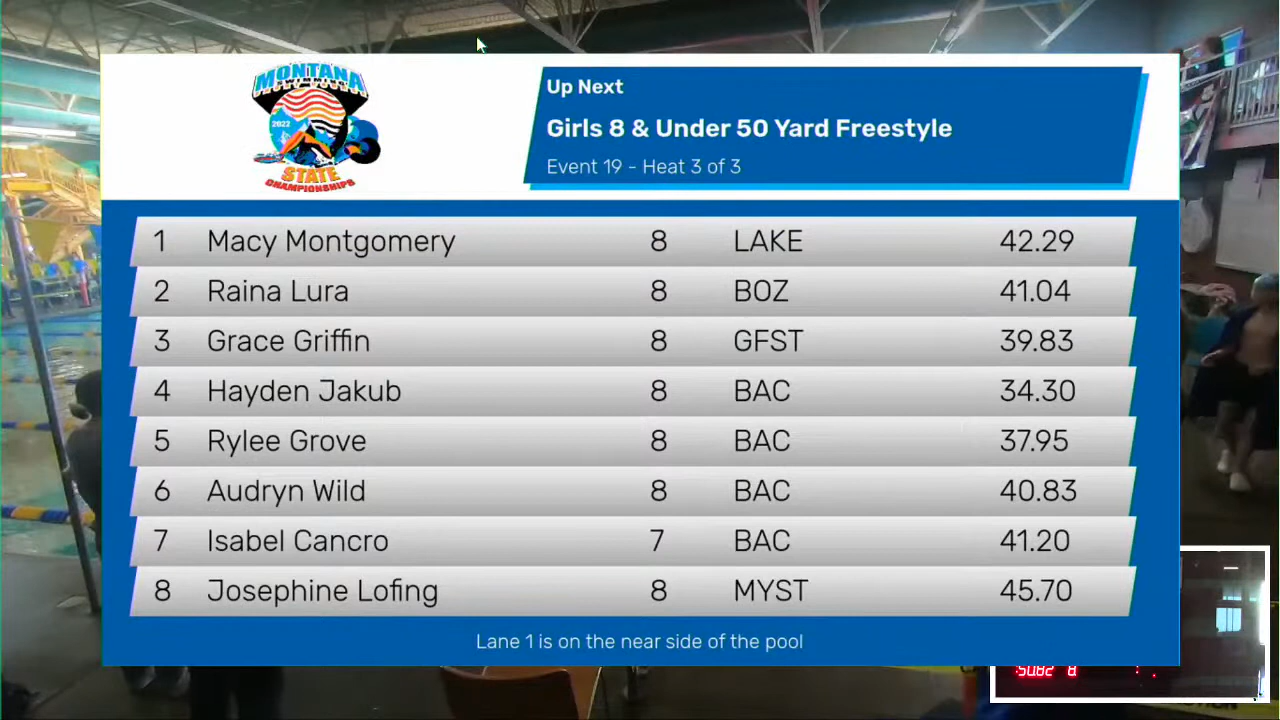 MONTANA
SWIMMING
2022
STATE
CHAMPIONSHIPS
Up Next
Girls 8 & Under 50 Yard Freestyle
Event 19 - Heat 3 of 3
1 Macy Montgomery 8 LAKE 42.29
2 Raina Lura 8 BOZ 41.04
3 Grace Griffin 8 GFST 39.83
4 Hayden Jakub 8 BAC 34.30
5 Rylee Grove 8 BAC 37.95
6 Audryn Wild 8 BAC 40.83
7 Isabel Cancro 7 BAC 41.20
8 Josephine Lofing 8 MYST 45.70
Lane 1 is on the near side of the pool